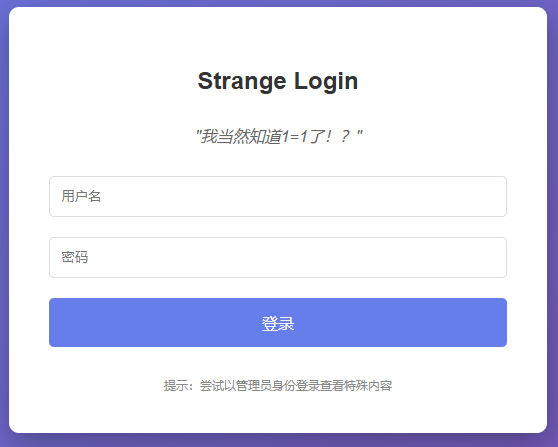 Strange Login
"我当然知道1=1了！？"
用户名
密码
登录
提示：尝试以管理员身份登录查看特殊内容